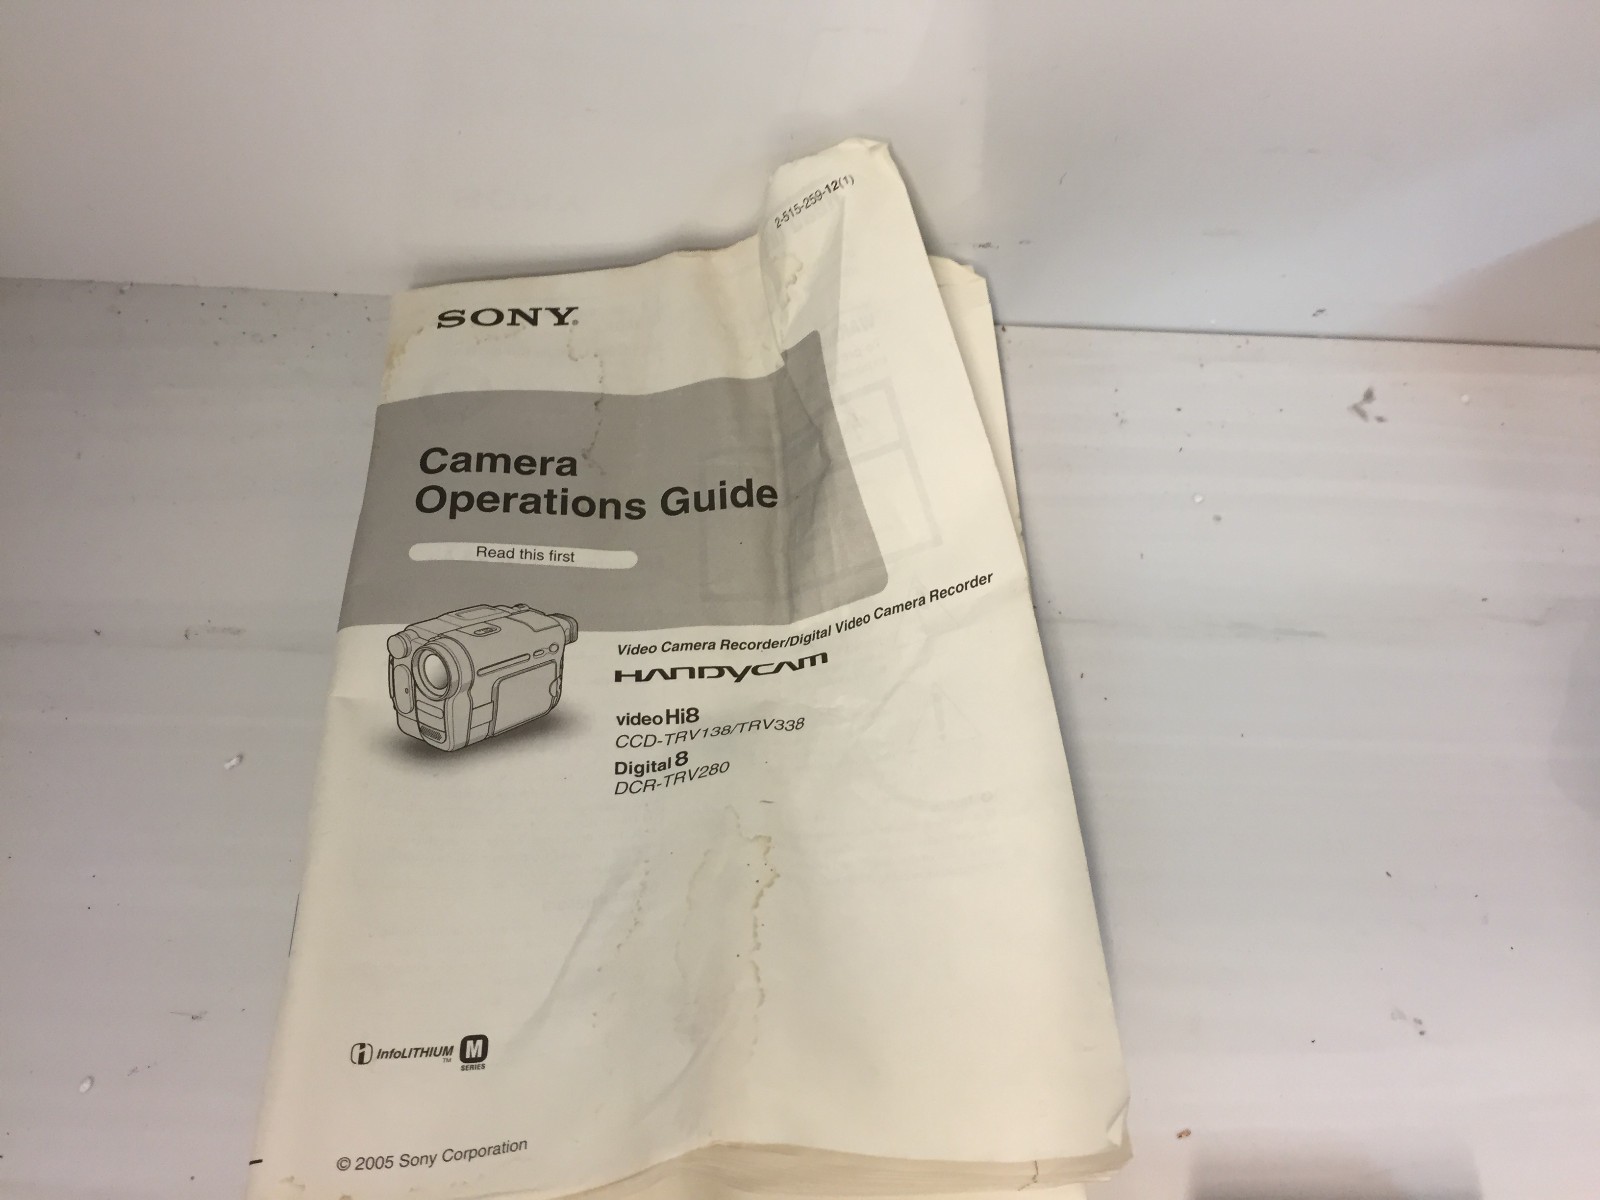 2-515-259-12(1)
SONY®
Camera
Operations Guide
Read this first
Video Camera Recorder/Digital Video Camera Recorder
HANDYCAM
video Hi8
CCD-TRV138/TRV338
Digital 8
DCR-TRV280
i InfoLITHIUM™ M
SERIES
© 2005 Sony Corporation